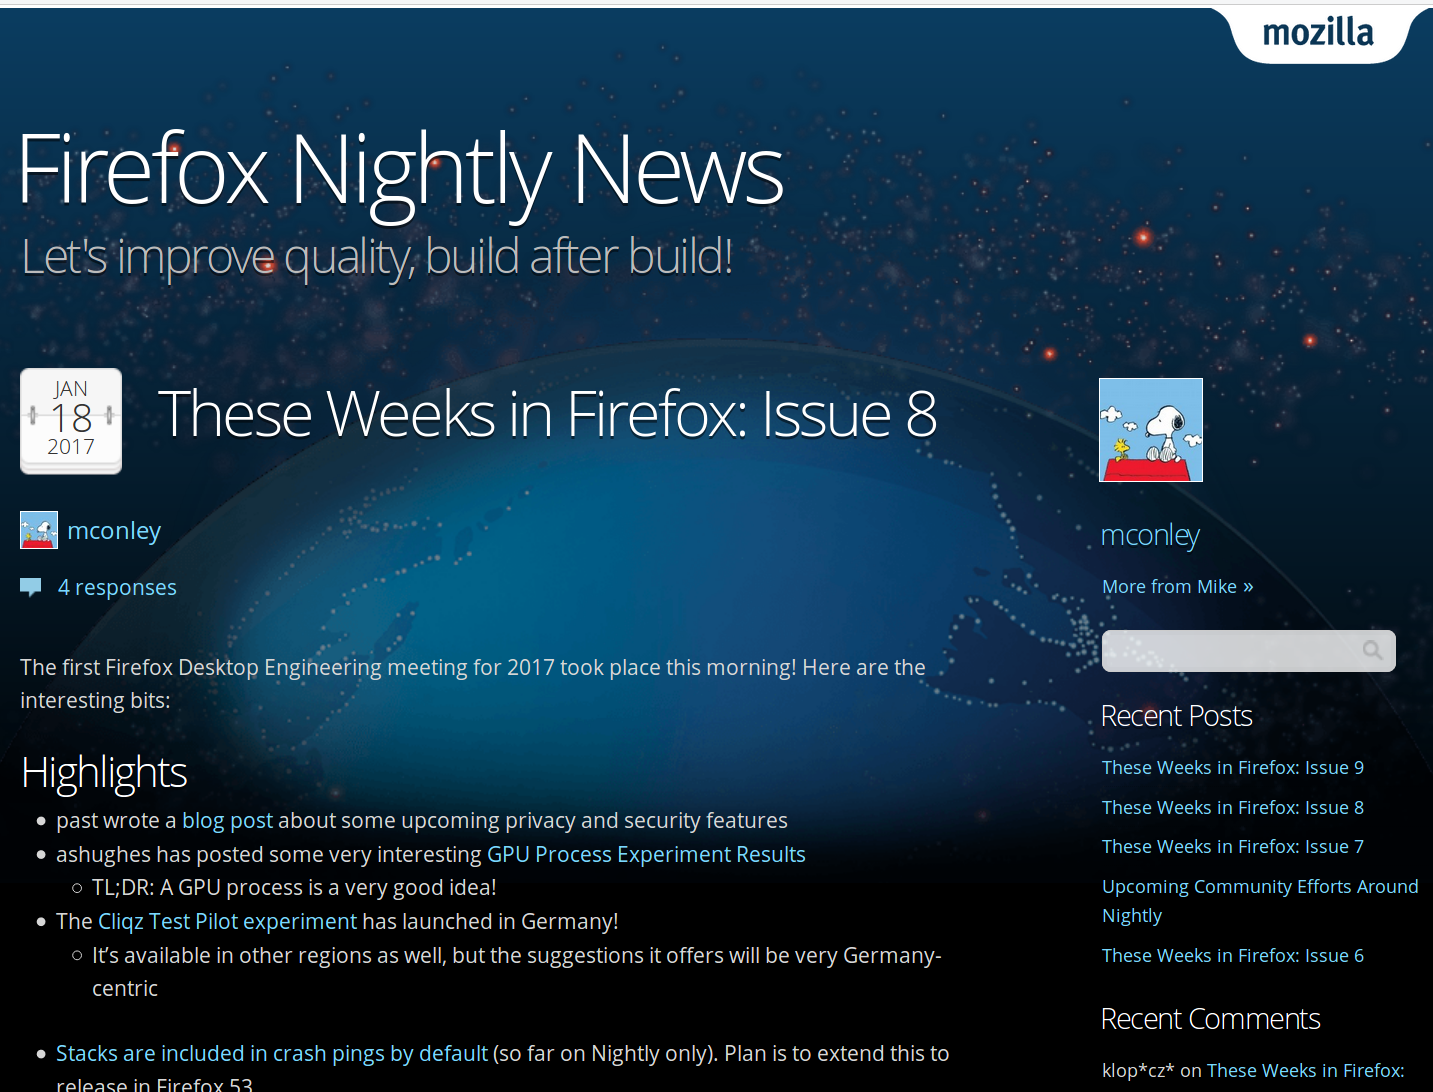 mozilla
Firefox Nightly News
Let's improve quality, build after build!
JAN
18
2017
These Weeks in Firefox: Issue 8
mconley
4 responses
The first Firefox Desktop Engineering meeting for 2017 took place this morning! Here are the
interesting bits:
Highlights
past wrote a blog post about some upcoming privacy and security features
ashughes has posted some very interesting GPU Process Experiment Results
TL;DR: A GPU process is a very good idea!
The Cliqz Test Pilot experiment has launched in Germany!
It’s available in other regions as well, but the suggestions it offers will be very Germany-
centric
Stacks are included in crash pings by default (so far on Nightly only). Plan is to extend this to
release in Firefox 53
mconley
More from Mike »
Recent Posts
These Weeks in Firefox: Issue 9
These Weeks in Firefox: Issue 8
These Weeks in Firefox: Issue 7
Upcoming Community Efforts Around
Nightly
These Weeks in Firefox: Issue 6
Recent Comments
klop*cz* on These Weeks in Firefox: